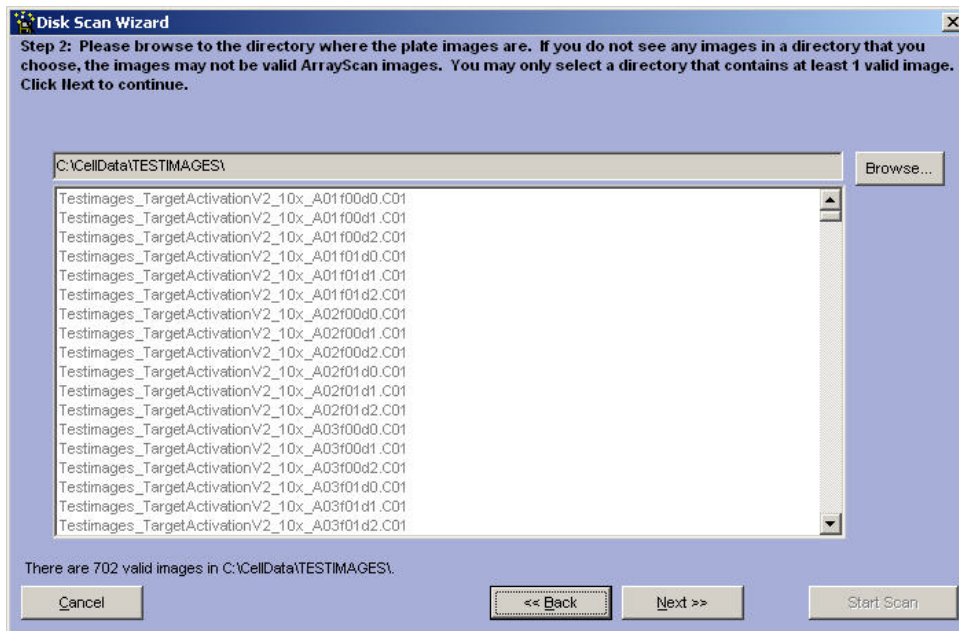 Disk Scan Wizard
Step 2: Please browse to the directory where the plate images are. If you do not see any images in a directory that you
choose, the images may not be valid ArrayScan images. You may only select a directory that contains at least 1 valid image.
Click Next to continue.
C:\CellData\TESTIMAGES\
Browse...
Testimages_TargetActivationV2_10x_A01f00d0.C01
Testimages_TargetActivationV2_10x_A01f00d1.C01
Testimages_TargetActivationV2_10x_A01f00d2.C01
Testimages_TargetActivationV2_10x_A01f01d0.C01
Testimages_TargetActivationV2_10x_A01f01d1.C01
Testimages_TargetActivationV2_10x_A01f01d2.C01
Testimages_TargetActivationV2_10x_A02f00d0.C01
Testimages_TargetActivationV2_10x_A02f00d1.C01
Testimages_TargetActivationV2_10x_A02f00d2.C01
Testimages_TargetActivationV2_10x_A02f01d0.C01
Testimages_TargetActivationV2_10x_A02f01d1.C01
Testimages_TargetActivationV2_10x_A02f01d2.C01
Testimages_TargetActivationV2_10x_A03f00d0.C01
Testimages_TargetActivationV2_10x_A03f00d1.C01
Testimages_TargetActivationV2_10x_A03f00d2.C01
Testimages_TargetActivationV2_10x_A03f01d0.C01
Testimages_TargetActivationV2_10x_A03f01d1.C01
Testimages_TargetActivationV2_10x_A03f01d2.C01
There are 702 valid images in C:\CellData\TESTIMAGES\.
Cancel
<< Back
Next >>
Start Scan